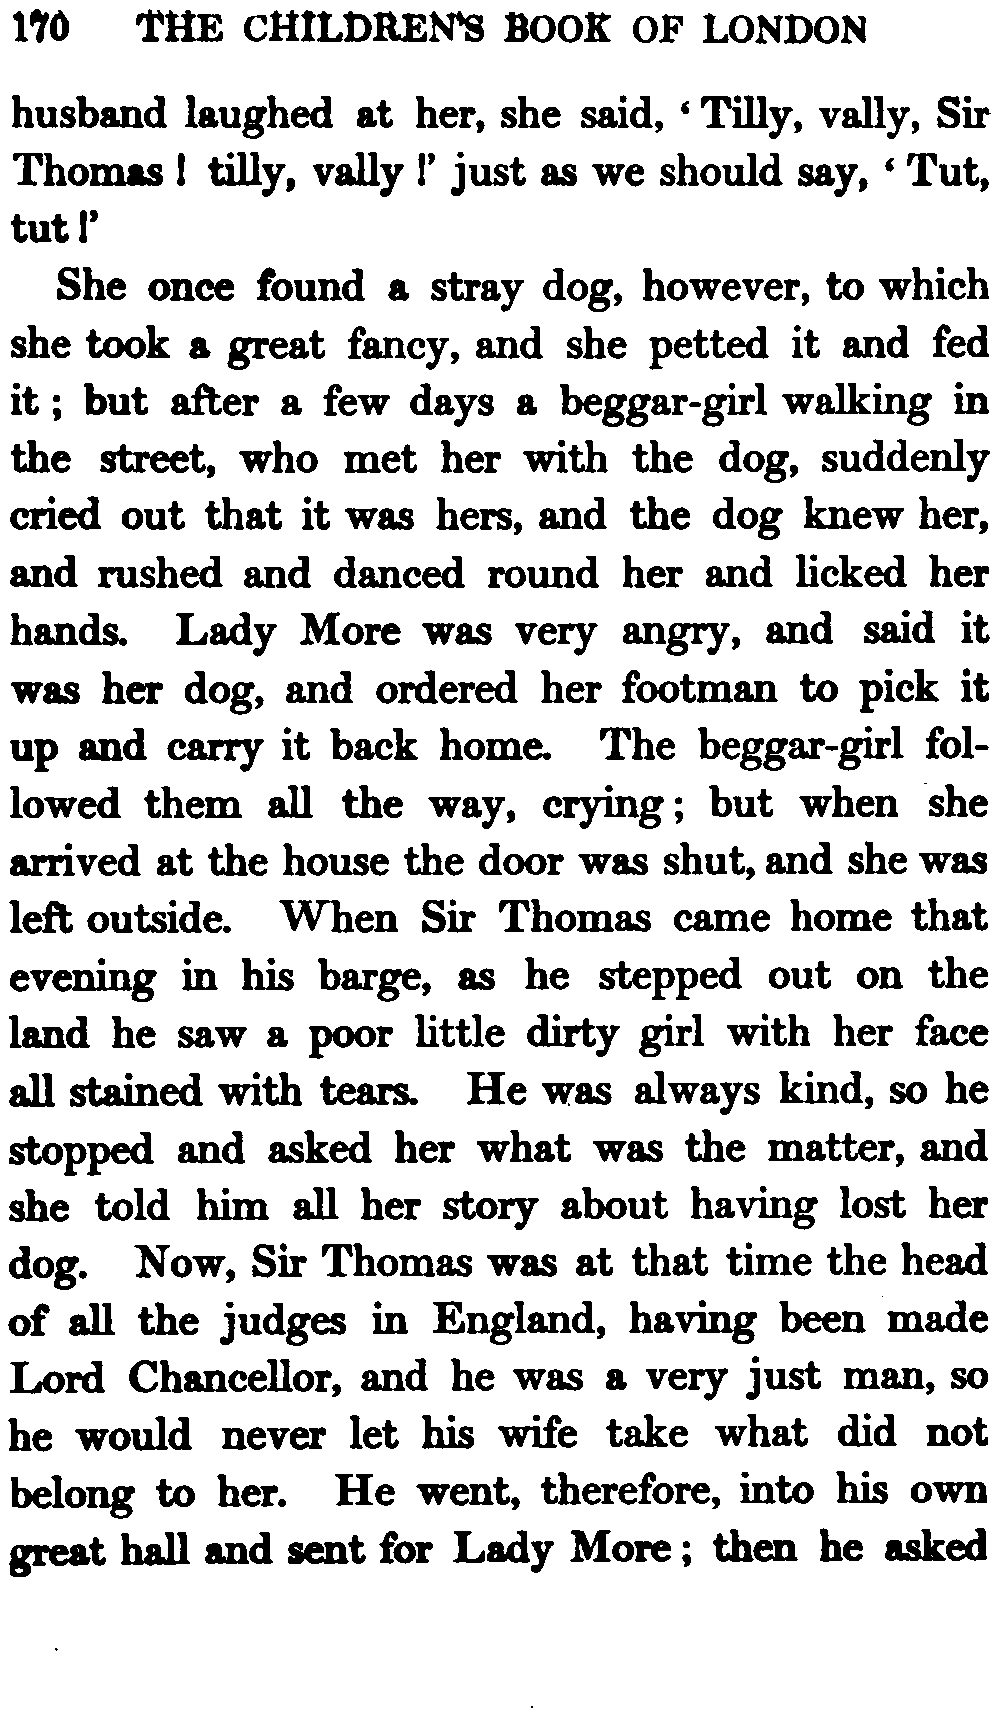 170 THE CHILDREN'S BOOK OF LONDON
husband laughed at her, she said, ‘Tilly, vally, Sir
Thomas! tilly, vally!’ just as we should say, ‘Tut,
tut!’
She once found a stray dog, however, to which
she took a great fancy, and she petted it and fed
it; but after a few days a beggar-girl walking in
the street, who met her with the dog, suddenly
cried out that it was hers, and the dog knew her,
and rushed and danced round her and licked her
hands. Lady More was very angry, and said it
was her dog, and ordered her footman to pick it
up and carry it back home. The beggar-girl fol-
lowed them all the way, crying; but when she
arrived at the house the door was shut, and she was
left outside. When Sir Thomas came home that
evening in his barge, as he stepped out on the
land he saw a poor little dirty girl with her face
all stained with tears. He was always kind, so he
stopped and asked her what was the matter, and
she told him all her story about having lost her
dog. Now, Sir Thomas was at that time the head
of all the judges in England, having been made
Lord Chancellor, and he was a very just man, so
he would never let his wife take what did not
belong to her. He went, therefore, into his own
great hall and sent for Lady More; then he asked